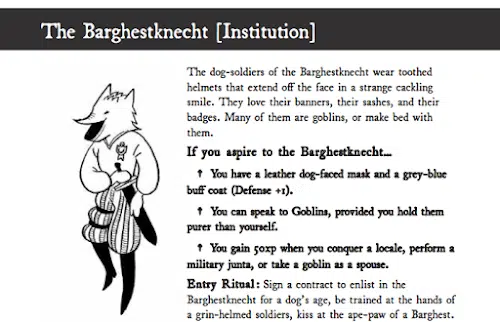 The Barghestknecht [Institution]
The dog-soldiers of the Barghestknecht wear toothed
helmets that extend off the face in a strange cackling
smile. They love their banners, their sashes, and their
badges. Many of them are goblins, or make bed with
them.
If you aspire to the Barghestknecht...
† You have a leather dog-faced mask and a grey-blue
buff coat (Defense +1).
† You can speak to Goblins, provided you hold them
purer than yourself.
† You gain 50xp when you conquer a locale, perform a
military junta, or take a goblin as a spouse.
Entry Ritual: Sign a contract to enlist in the
Barghestknecht for a dog's age, be trained at the hands of
a grin-helmed soldiers, kiss at the ape-paw of a Barghest.